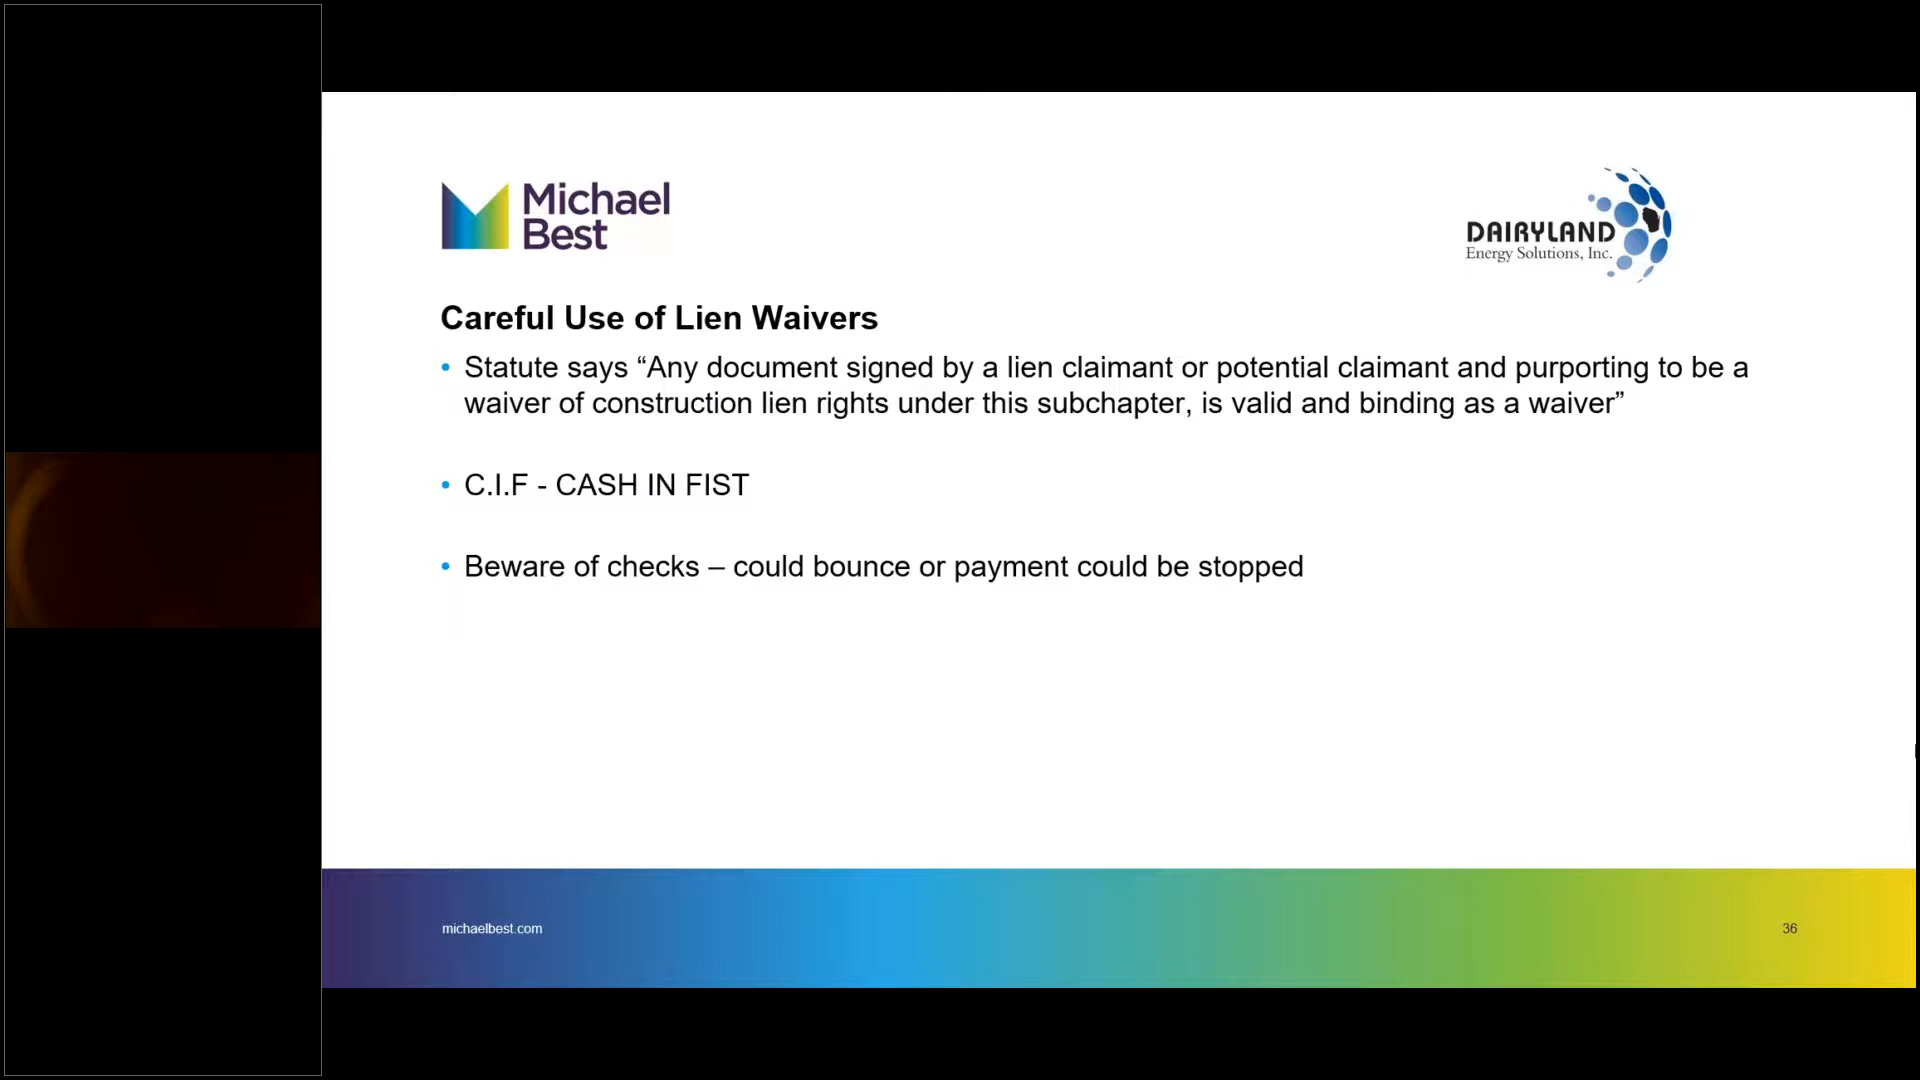 Michael
Best
DAIRYLAND
Energy Solutions, Inc.
Careful Use of Lien Waivers
• Statute says “Any document signed by a lien claimant or potential claimant and purporting to be a
waiver of construction lien rights under this subchapter, is valid and binding as a waiver”
• C.I.F - CASH IN FIST
• Beware of checks – could bounce or payment could be stopped
michaelbest.com
36